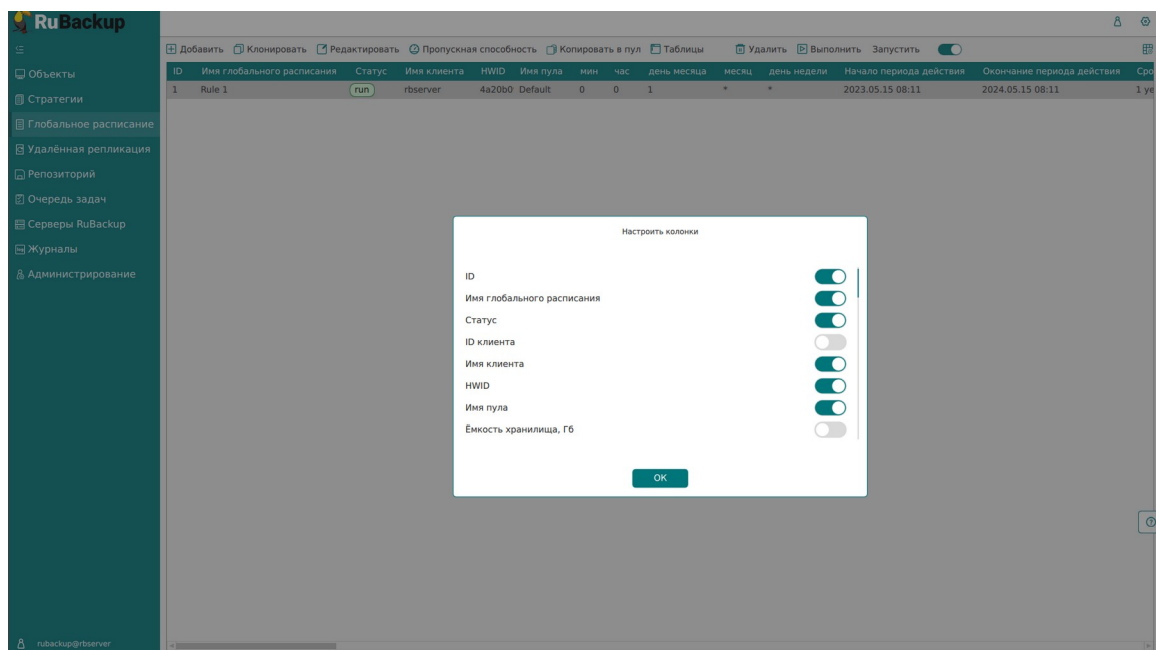 RuBackup
Добавить Клонировать Редактировать Пропускная способность Копировать в пул Таблицы Удалить Выполнить Запустить
Объекты
Стратегии
Глобальное расписание
Удалённая репликация
Репозиторий
Очередь задач
Серверы RuBackup
Журналы
Администрирование
ID Имя глобального расписания Статус Имя клиента HWID Имя пула мин час день месяца месяц день недели Начало периода действия Окончание периода действия Сро
1 Rule 1 run rbserver 4a20b0 Default 0 0 1 * * 2023.05.15 08:11 2024.05.15 08:11 1 ye
Настроить колонки
ID
Имя глобального расписания
Статус
ID клиента
Имя клиента
HWID
Имя пула
Ёмкость хранилища, Гб
OK
rubackup@rbserver